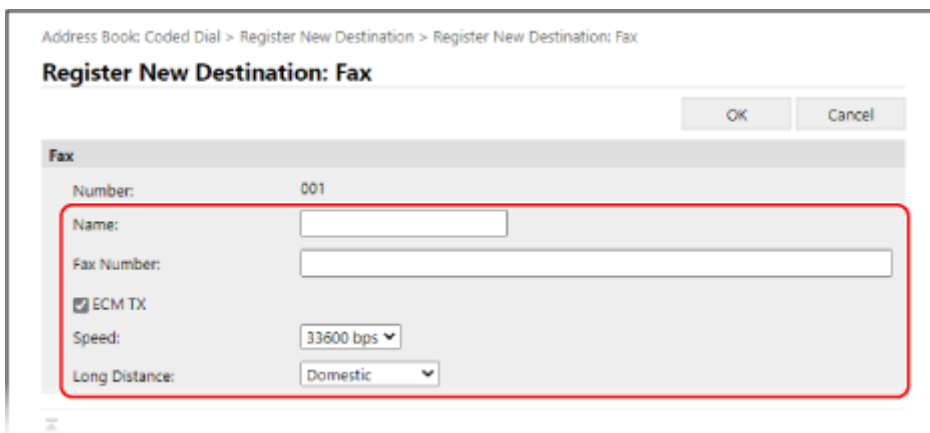 Address Book: Coded Dial > Register New Destination > Register New Destination: Fax
Register New Destination: Fax
OK Cancel
Fax
Number: 001
Name:
Fax Number:
ECM TX
Speed: 33600 bps
Long Distance: Domestic